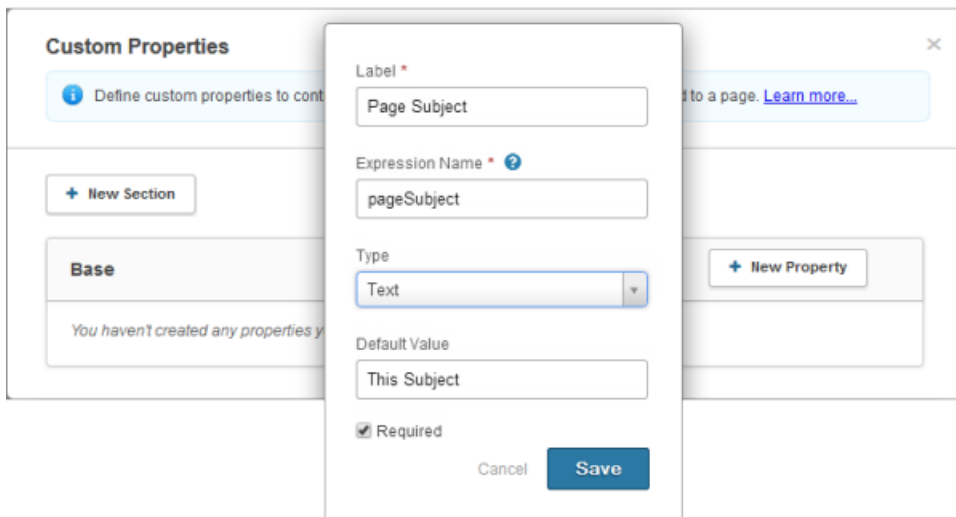 Custom Properties
Define custom properties to cont
to a page. Learn more...
+ New Section
Base
+ New Property
You haven't created any properties y
Label *
Page Subject
Expression Name * ?
pageSubject
Type
Text
Default Value
This Subject
Required
Cancel Save